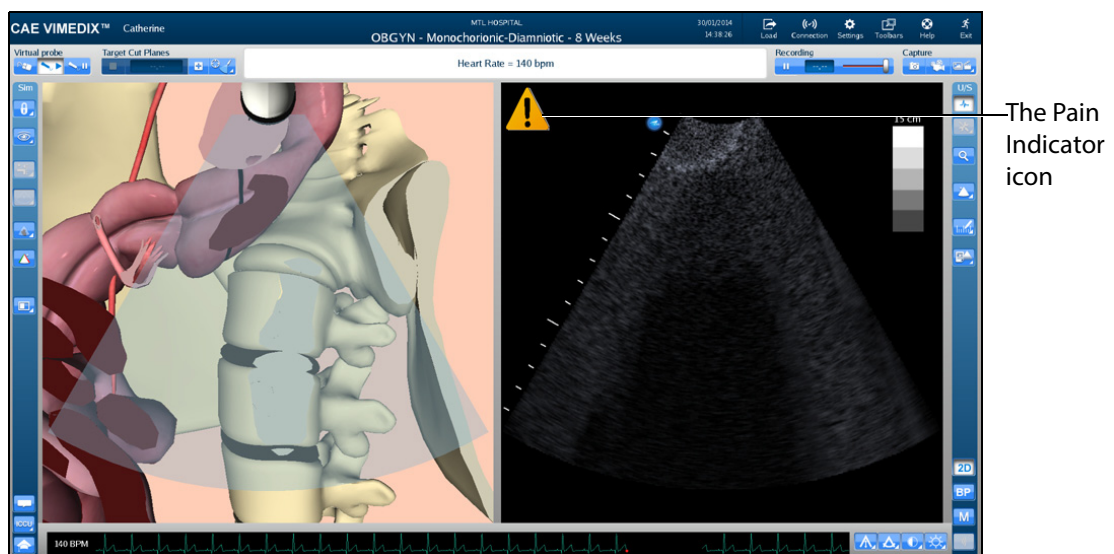 CAE VIMEDIX™ Catherine
MTL HOSPITAL
OBGYN - Monochorionic-Diamniotic - 8 Weeks
30/01/2014
14:38:26
Load Connection Settings Toolbars Help Exit
Virtual probe
Target Cut Planes
--.--
Heart Rate = 140 bpm
Recording
--.--
Capture
Sim
U/S
15 cm
The Pain
Indicator
icon
2D
BP
M
ICCU
140 BPM